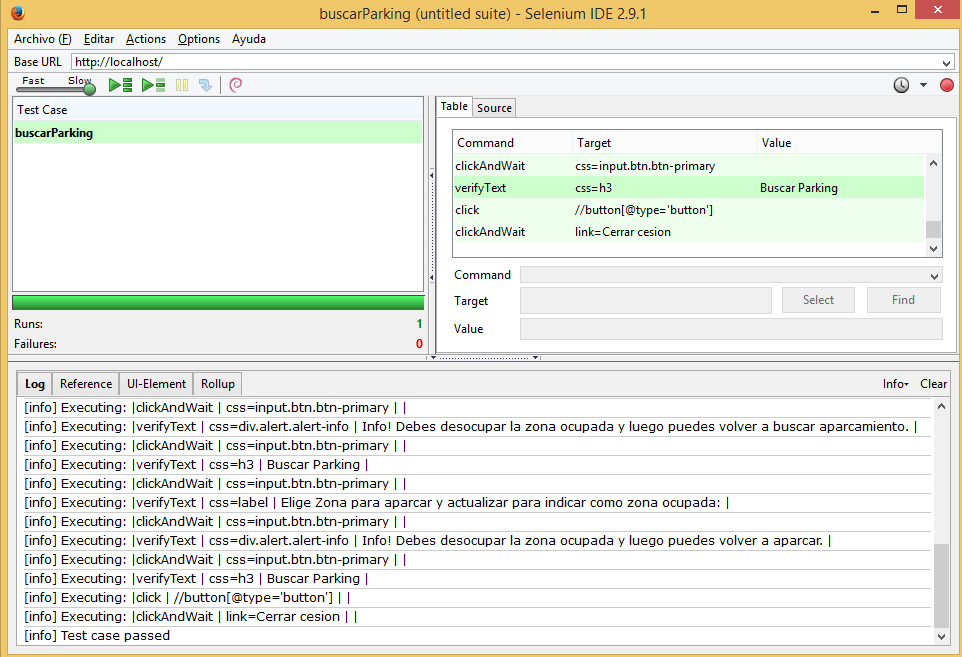 buscarParking (untitled suite) - Selenium IDE 2.9.1
Archivo (F) Editar Actions Options Ayuda
Base URL http://localhost/
Fast Slow
Test Case
buscarParking
Runs: 1
Failures: 0
Table Source
Command Target Value
clickAndWait css=input.btn.btn-primary
verifyText css=h3 Buscar Parking
click //button[@type='button']
clickAndWait link=Cerrar cesion
Command
Target Select Find
Value
Log Reference UI-Element Rollup Info Clear
[info] Executing: |clickAndWait | css=input.btn.btn-primary | |
[info] Executing: |verifyText | css=div.alert.alert-info | Info! Debes desocupar la zona ocupada y luego puedes volver a buscar aparcamiento. |
[info] Executing: |clickAndWait | css=input.btn.btn-primary | |
[info] Executing: |verifyText | css=h3 | Buscar Parking |
[info] Executing: |clickAndWait | css=input.btn.btn-primary | |
[info] Executing: |verifyText | css=label | Elige Zona para aparcar y actualizar para indicar como zona ocupada: |
[info] Executing: |clickAndWait | css=input.btn.btn-primary | |
[info] Executing: |verifyText | css=div.alert.alert-info | Info! Debes desocupar la zona ocupada y luego puedes volver a aparcar. |
[info] Executing: |clickAndWait | css=input.btn.btn-primary | |
[info] Executing: |verifyText | css=h3 | Buscar Parking |
[info] Executing: |click | //button[@type='button'] | |
[info] Executing: |clickAndWait | link=Cerrar cesion | |
[info] Test case passed